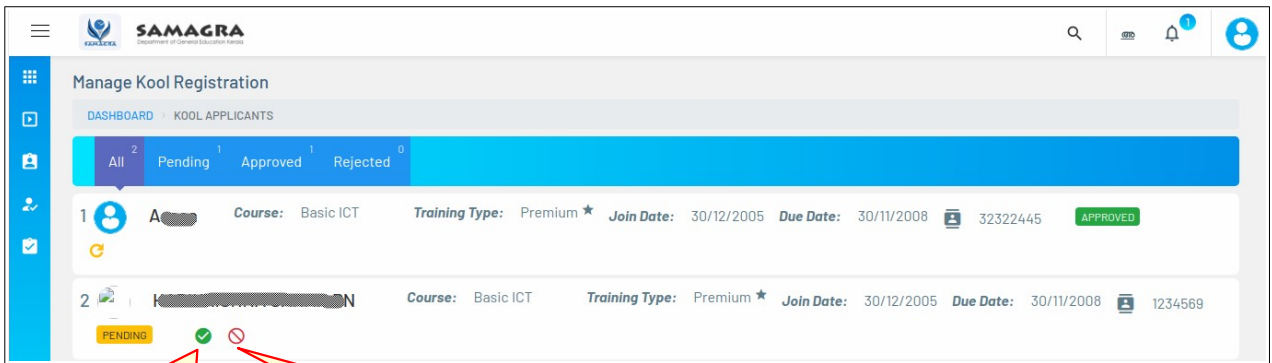 SAMAGRA SAMAGRA
Department of General Education Kerala
1
Manage Kool Registration
DASHBOARD KOOL APPLICANTS
All 2 Pending 1 Approved 1 Rejected 0
1 A Course: Basic ICT Training Type: Premium Join Date: 30/12/2005 Due Date: 30/11/2008 32322445 APPROVED
2 N Course: Basic ICT Training Type: Premium Join Date: 30/12/2005 Due Date: 30/11/2008 1234569
PENDING